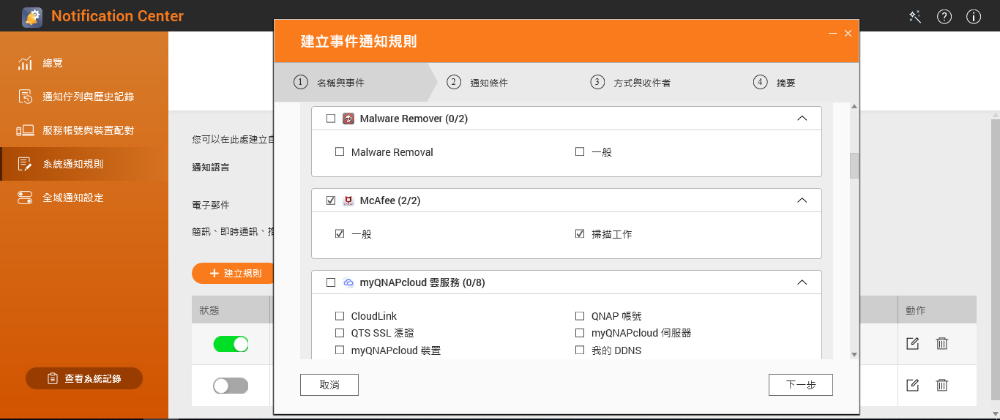 Notification Center
總覽
通知佇列與歷史記錄
服務帳號與裝置配對
系統通知規則
全域通知設定
查看系統記錄
您可以在此處建立自
通知語言
電子郵件
簡訊、即時通訊、推
建立規則
狀態
動作
建立事件通知規則
1 名稱與事件
2 通知條件
3 方式與收件者
4 摘要
Malware Remover (0/2)
Malware Removal
一般
McAfee (2/2)
一般
掃描工作
myQNAPcloud 雲服務 (0/8)
CloudLink
QNAP 帳號
QTS SSL 憑證
myQNAPcloud 伺服器
myQNAPcloud 裝置
我的 DDNS
取消
下一步